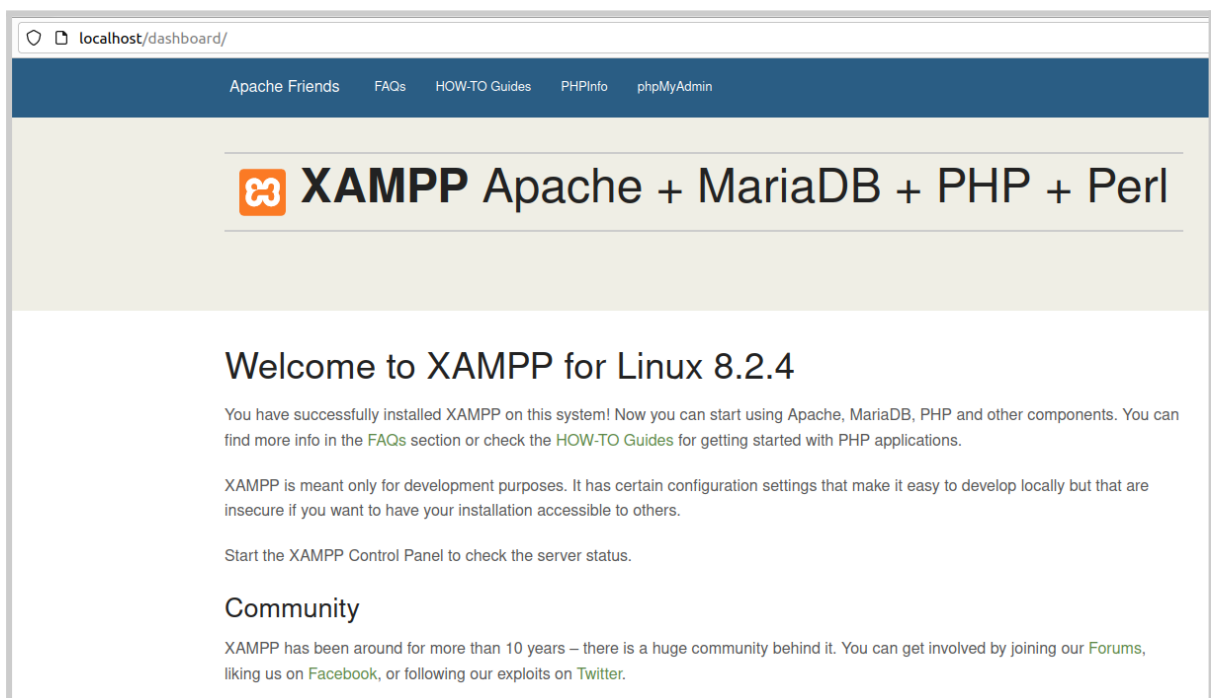 localhost/dashboard/
Apache Friends FAQs HOW-TO Guides PHPInfo phpMyAdmin
XAMPP Apache + MariaDB + PHP + Perl
Welcome to XAMPP for Linux 8.2.4
You have successfully installed XAMPP on this system! Now you can start using Apache, MariaDB, PHP and other components. You can
find more info in the FAQs section or check the HOW-TO Guides for getting started with PHP applications.
XAMPP is meant only for development purposes. It has certain configuration settings that make it easy to develop locally but that are
insecure if you want to have your installation accessible to others.
Start the XAMPP Control Panel to check the server status.
Community
XAMPP has been around for more than 10 years – there is a huge community behind it. You can get involved by joining our Forums,
liking us on Facebook, or following our exploits on Twitter.